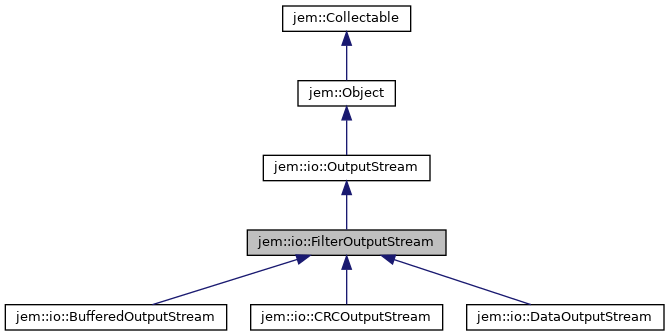 jem::Collectable
jem::Object
jem::io::OutputStream
jem::io::FilterOutputStream
jem::io::BufferedOutputStream
jem::io::CRCOutputStream
jem::io::DataOutputStream